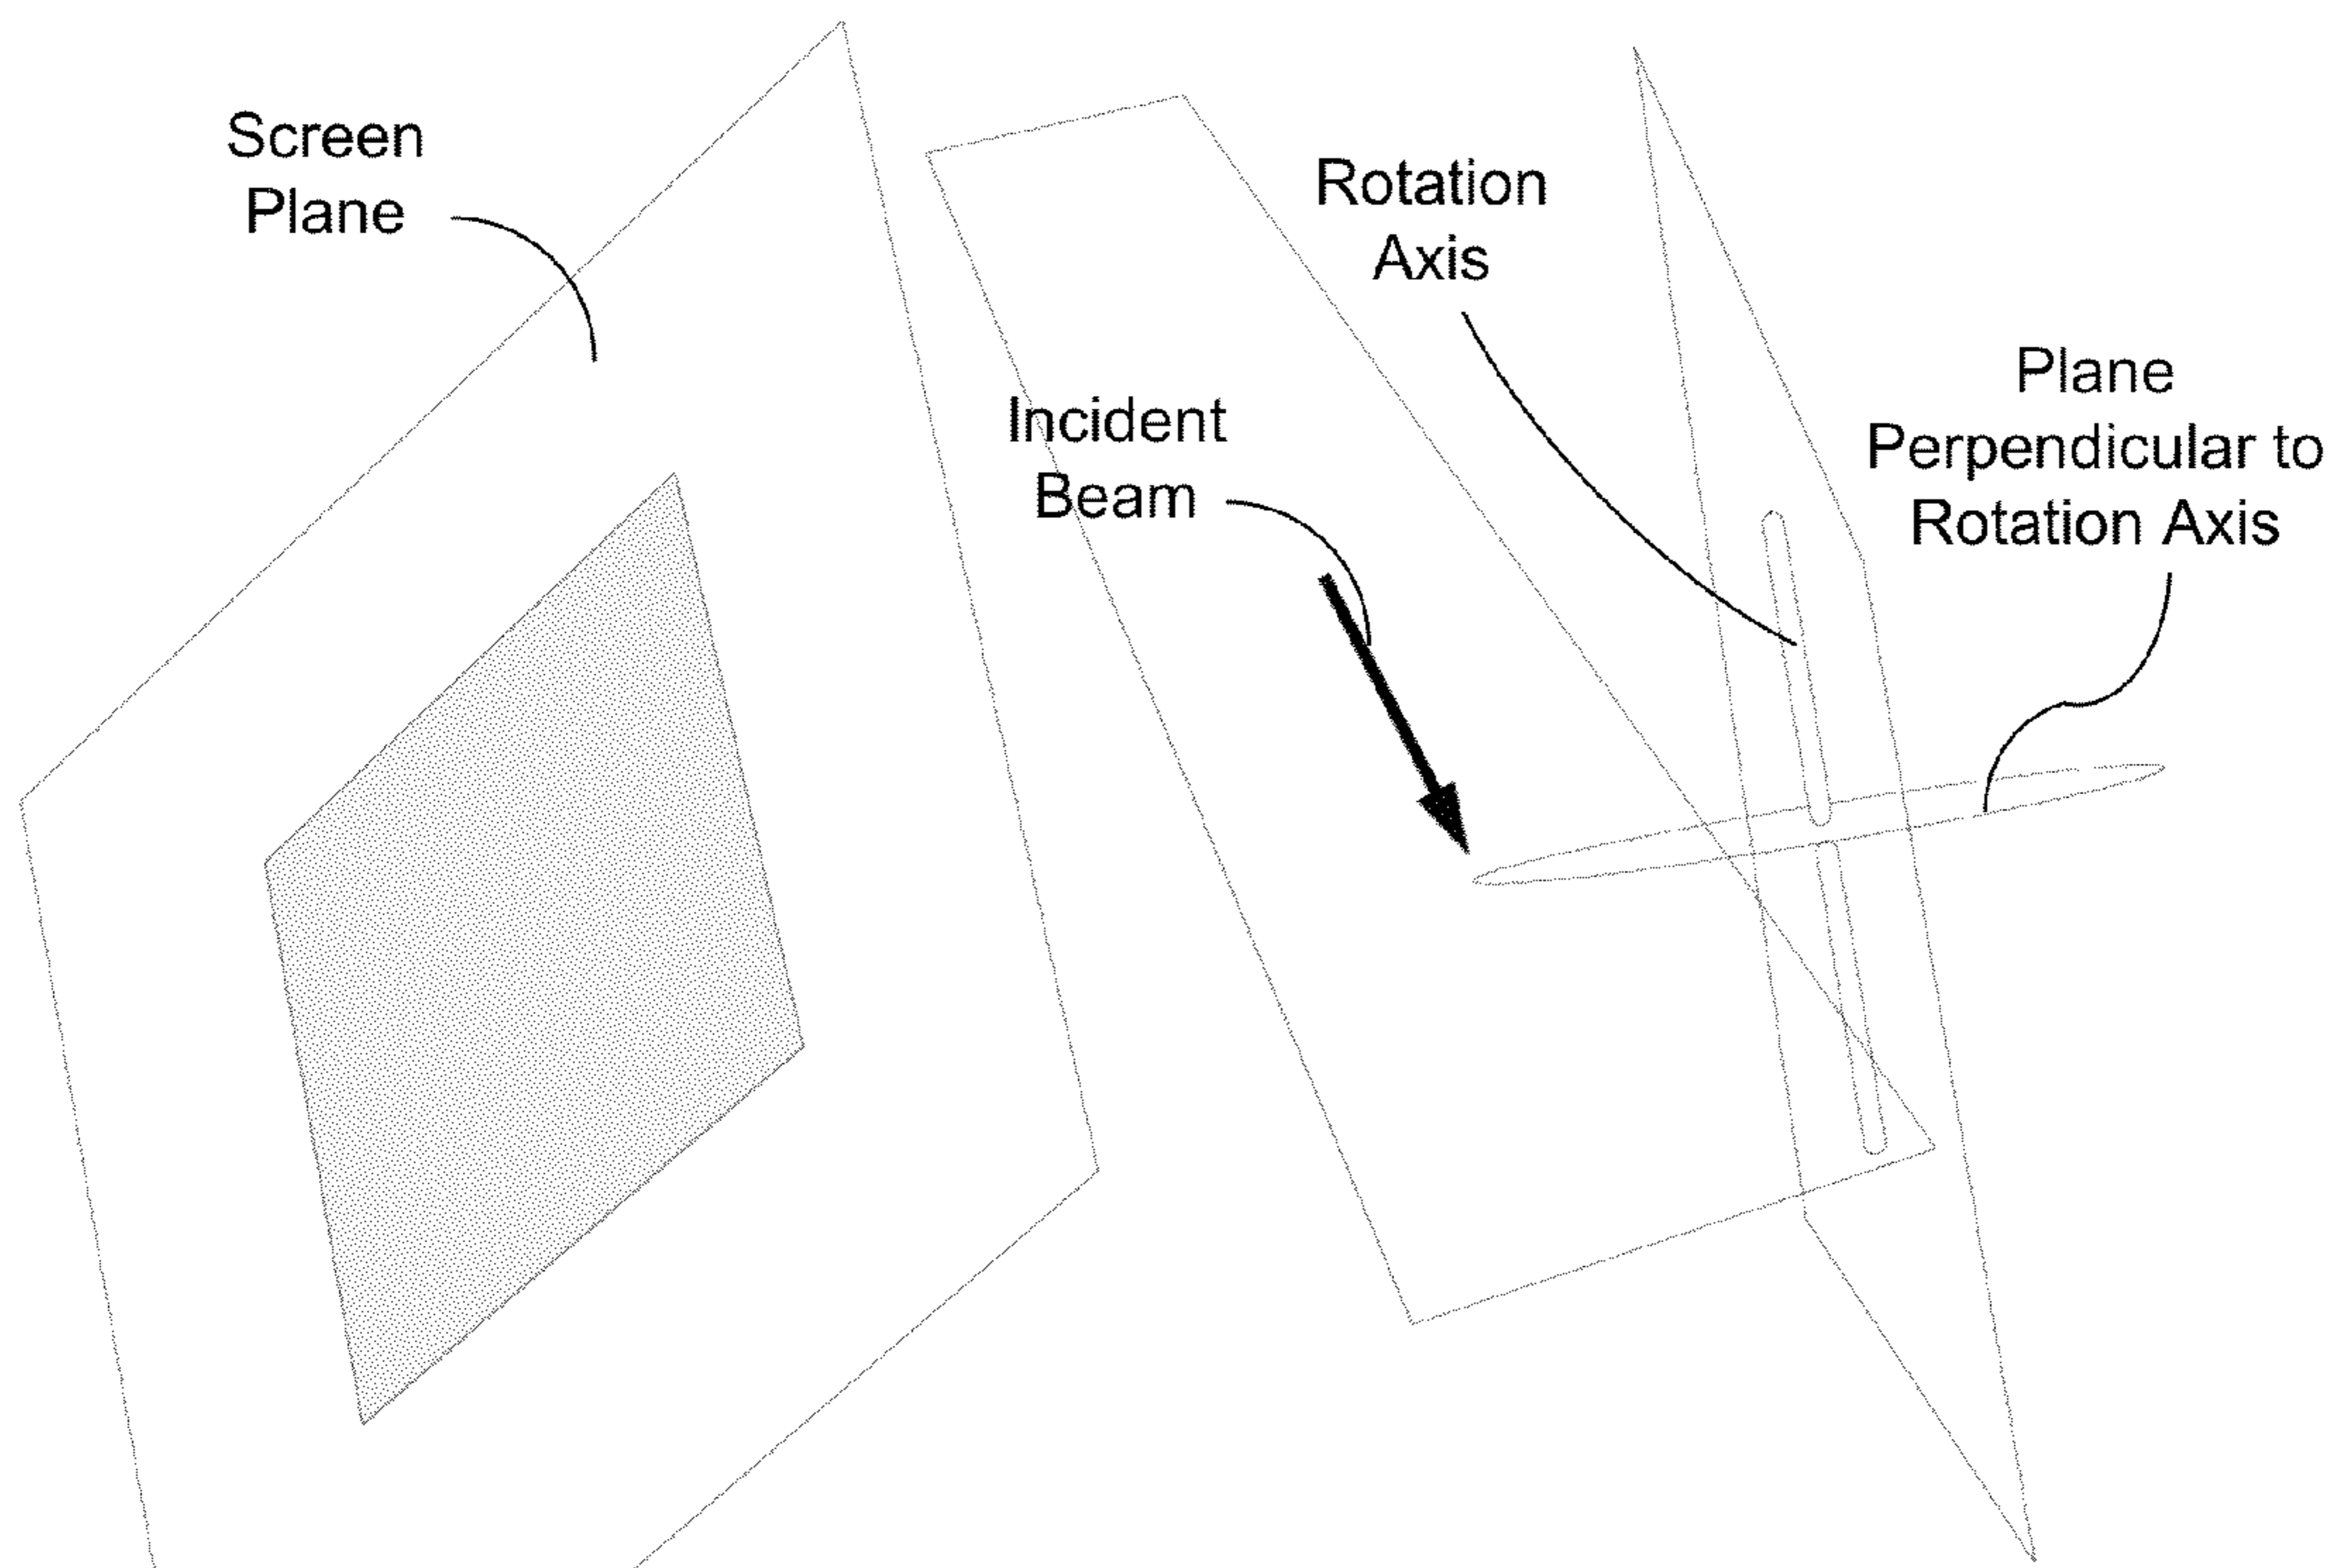 Screen
Plane
Rotation
Axis
Incident
Beam
Plane
Perpendicular to
Rotation Axis